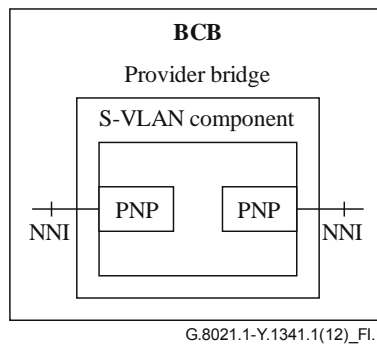 BCB
Provider bridge
S-VLAN component
PNP PNP
NNI NNI
G.8021.1-Y.1341.1(12)_FI.